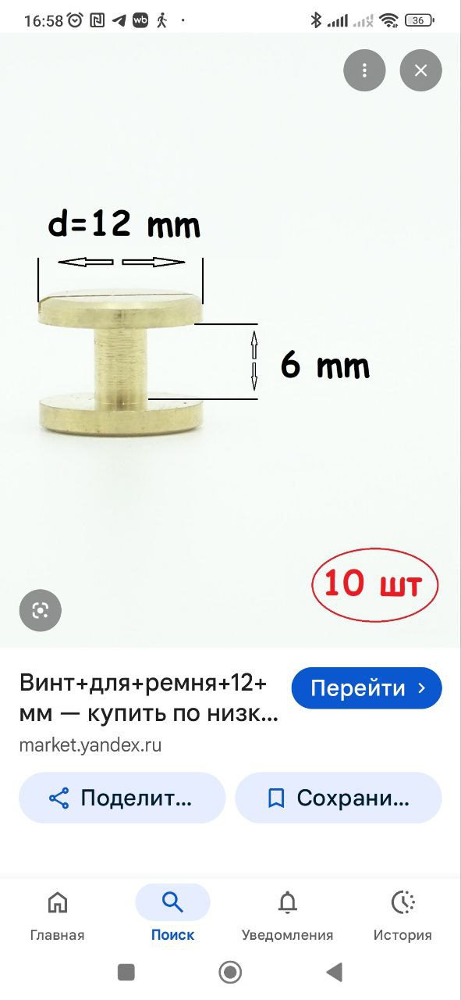 16:58
wb
36
d=12 mm
6 mm
10 шт
Винт+для+ремня+12+
мм — купить по низк...
Перейти
market.yandex.ru
Поделит...
Сохрани...
Главная
Поиск
Уведомления
История